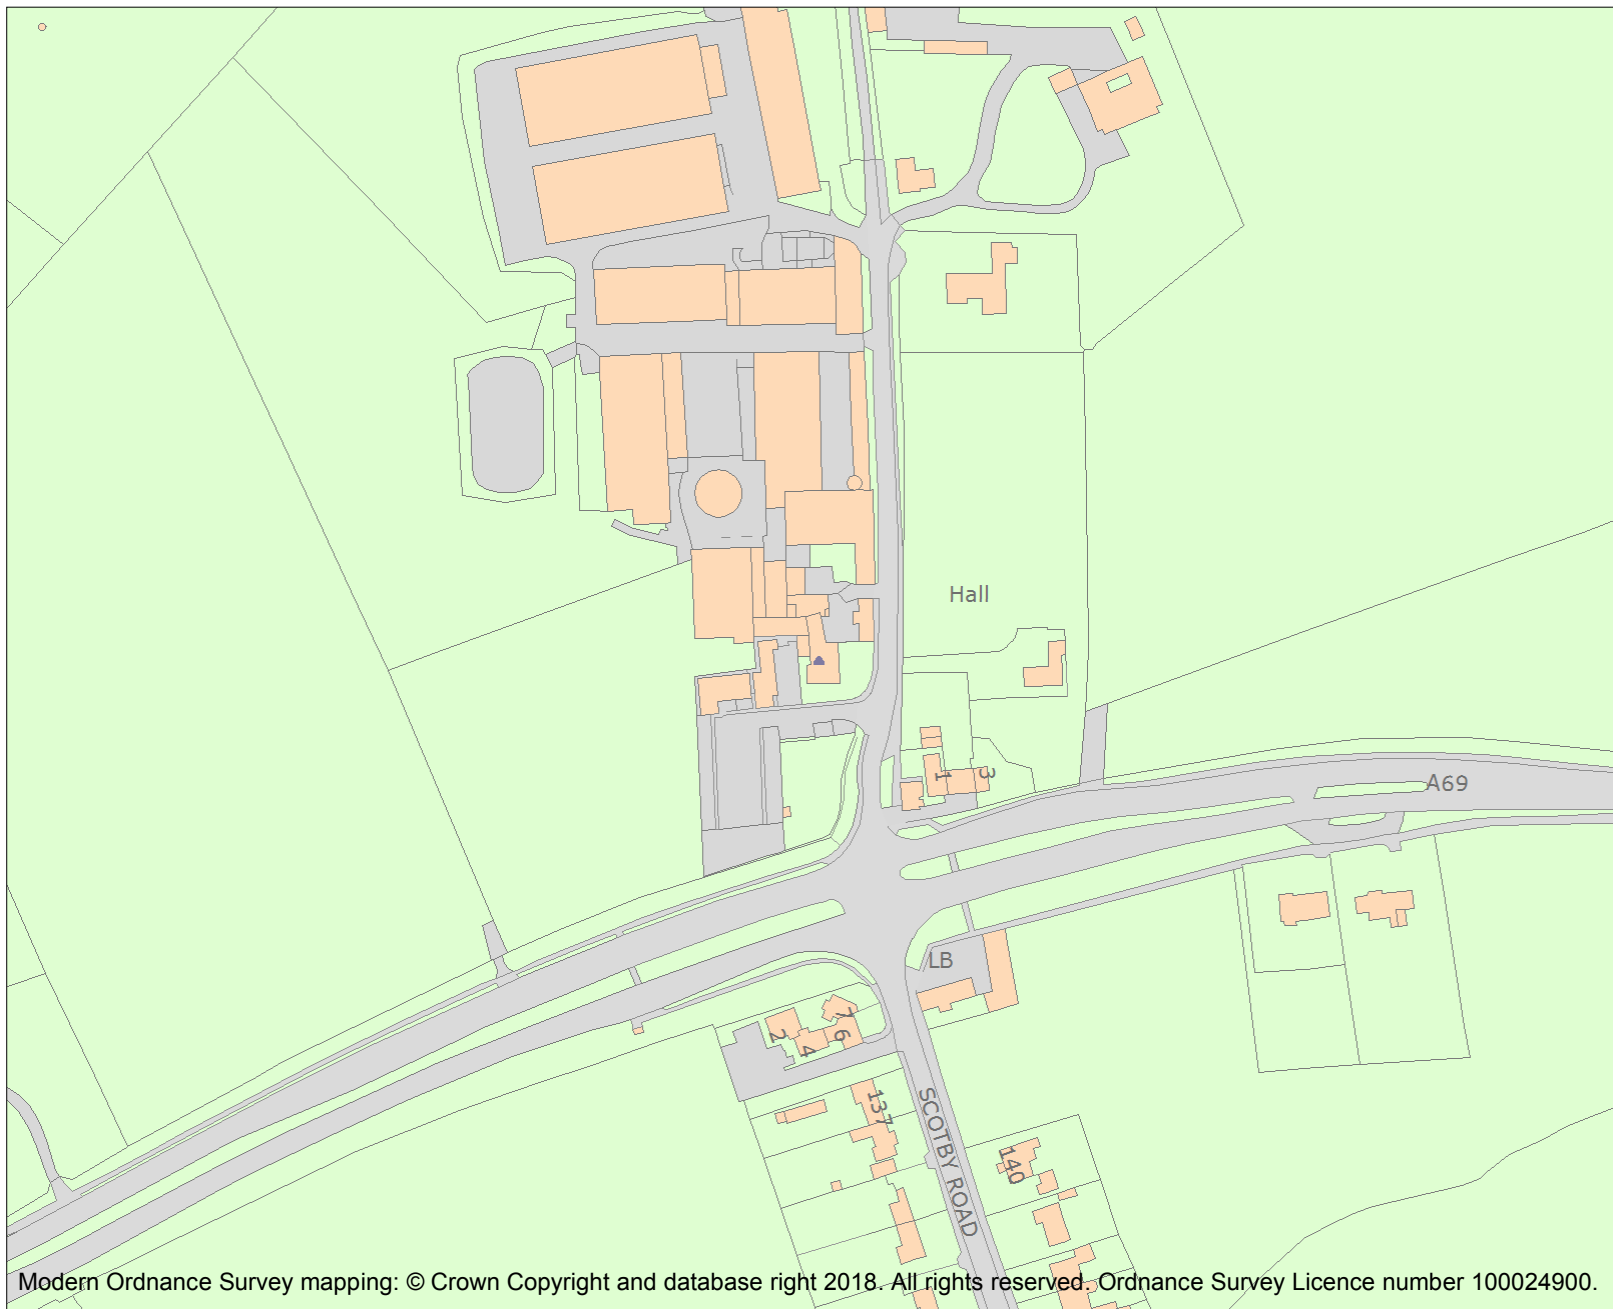 Hall
1
3
A69
LB
2
4
6
7
137
SCOTBY ROAD
140
Modern Ordnance Survey mapping: © Crown Copyright and database right 2018. All rights reserved. Ordnance Survey Licence number 100024900.